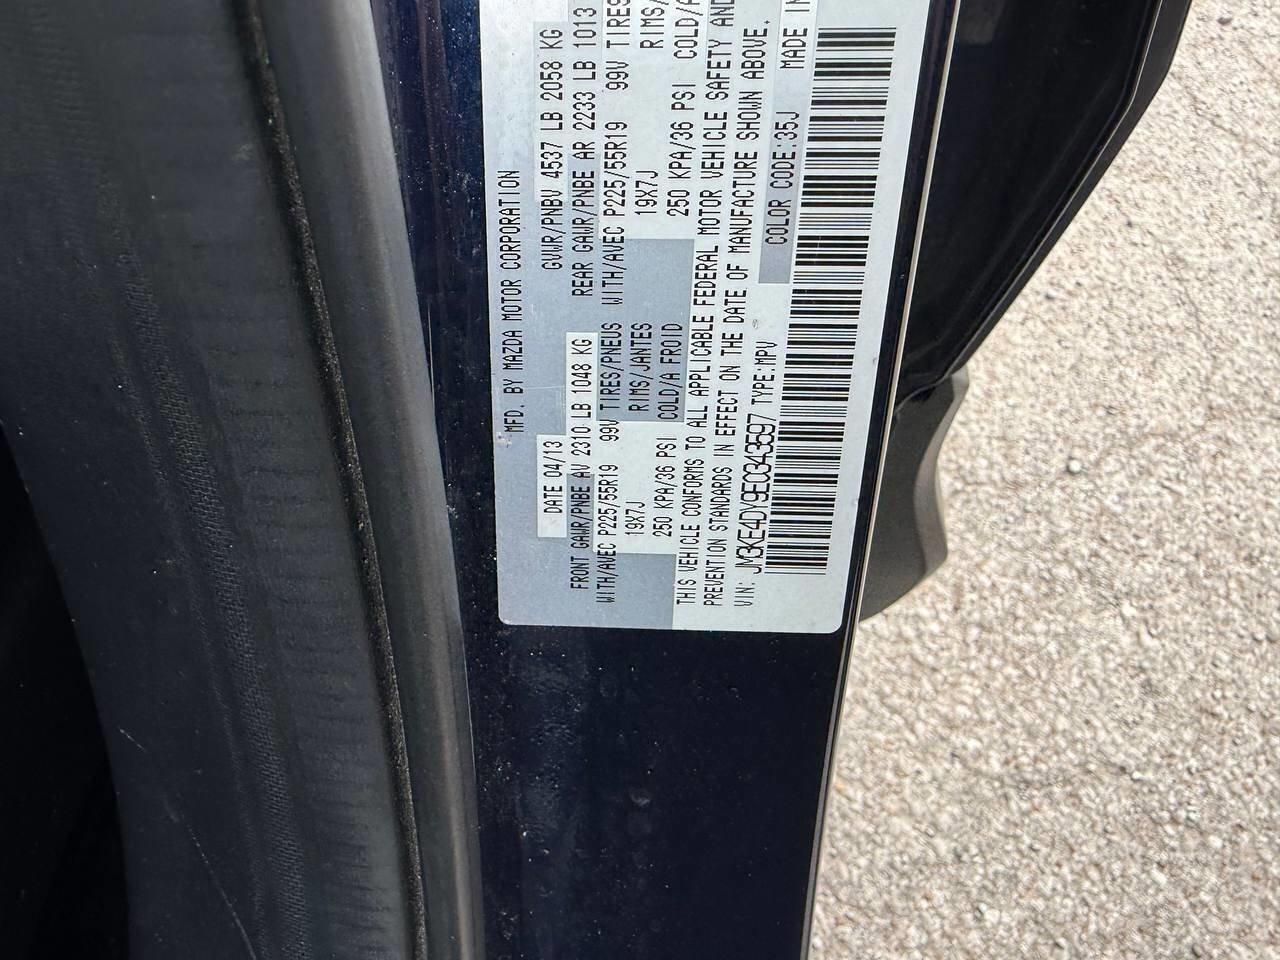 MFD. BY MAZDA MOTOR CORPORATION
DATE 04/13 GVWR/PNBV 4537 LB 2058 KG
FRONT GAWR/PNBE AV 2310 LB 1048 KG REAR GAWR/PNBE AR 2233 LB 1013
WITH/AVEC P225/55R19 99V TIRES/PNEUS WITH/AVEC P225/55R19 99V TIRES
19X7J RIMS/JANTES 19X7J RIMS/
250 KPA/36 PSI COLD/A FROID 250 KPA/36 PSI COLD/A
THIS VEHICLE CONFORMS TO ALL APPLICABLE FEDERAL MOTOR VEHICLE SAFETY AND
PREVENTION STANDARDS IN EFFECT ON THE DATE OF MANUFACTURE SHOWN ABOVE.
VIN: JM3KE4DY9E0343597 TYPE:MPV COLOR CODE:35J MADE IN